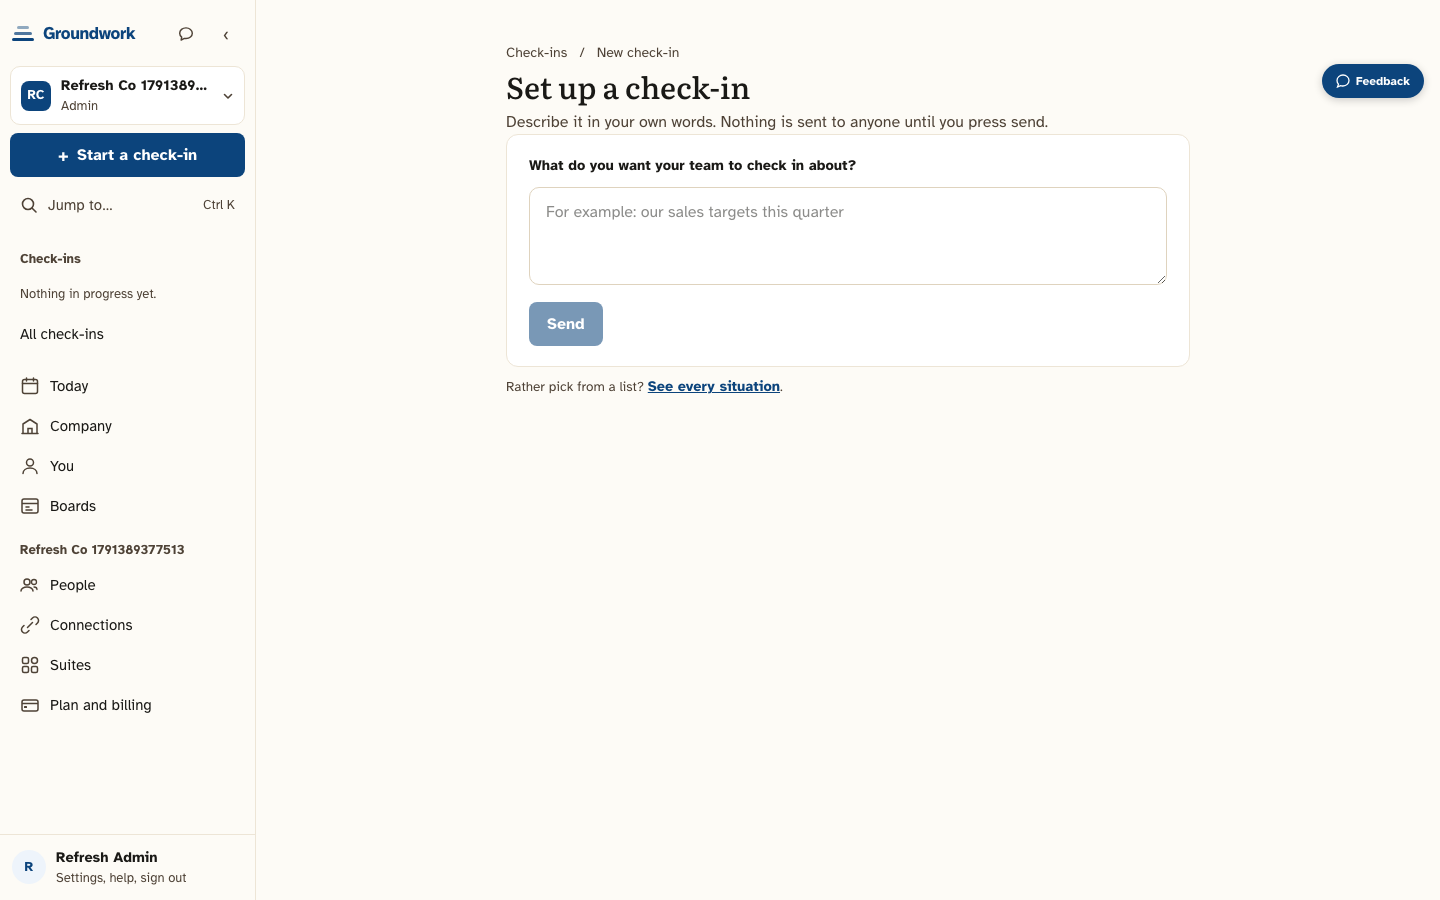 Groundwork
RC
Refresh Co 1791389...
Admin
+ Start a check-in
Jump to... Ctrl K
Check-ins
Nothing in progress yet.
All check-ins
Today
Company
You
Boards
Refresh Co 1791389377513
People
Connections
Suites
Plan and billing
R
Refresh Admin
Settings, help, sign out
Check-ins / New check-in
Set up a check-in
Describe it in your own words. Nothing is sent to anyone until you press send.
What do you want your team to check in about?
For example: our sales targets this quarter
Send
Rather pick from a list? See every situation.
Feedback